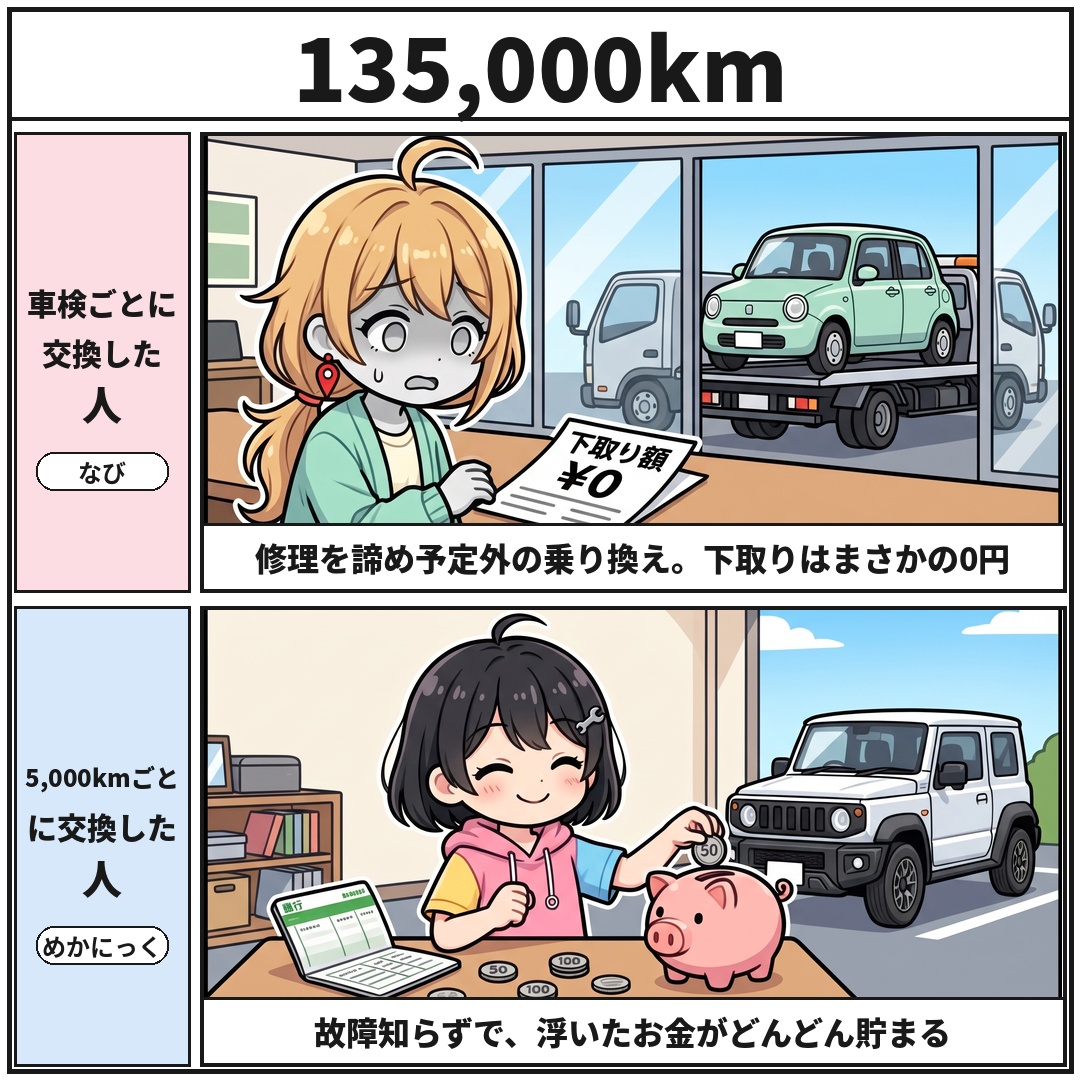 135,000km
車検ごとに
交換した
人
なび
下取り額
¥0
修理を諦め予定外の乗り換え。下取りはまさかの0円
5,000kmごと
に交換した
人
めかにっく
50
50
100
100
故障知らずで、浮いたお金がどんどん貯まる